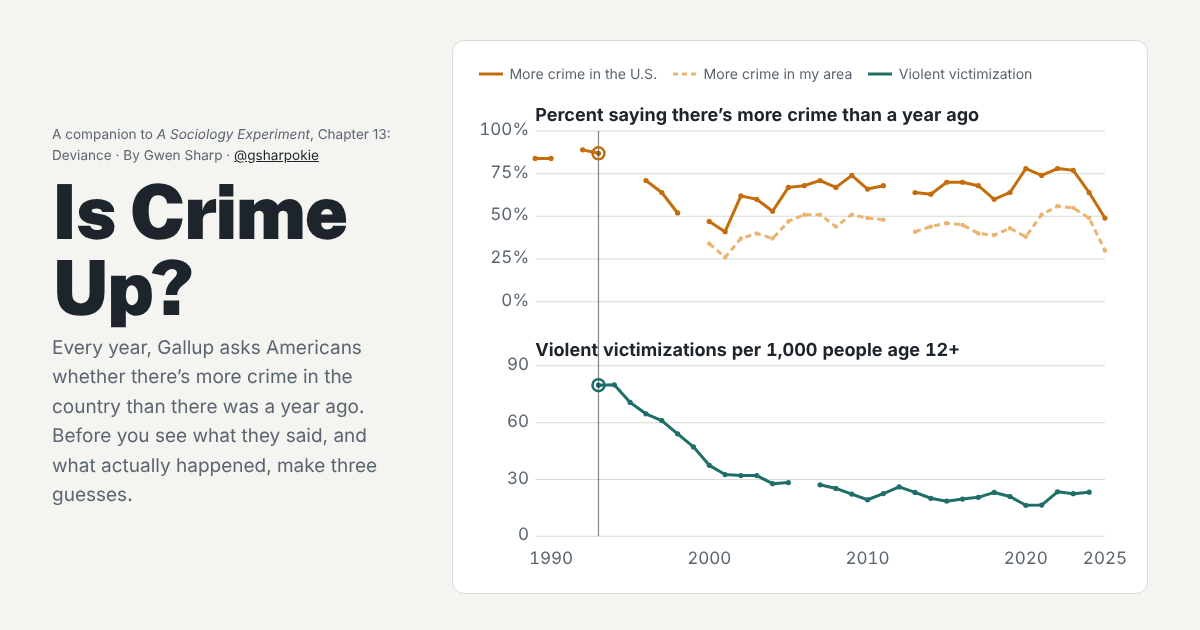 A companion to A Sociology Experiment, Chapter 13:
Deviance · By Gwen Sharp · @gsharpokie
Is Crime
Up?
Every year, Gallup asks Americans
whether there’s more crime in the
country than there was a year ago.
Before you see what they said, and
what actually happened, make three
guesses.
More crime in the U.S. More crime in my area Violent victimization
Percent saying there’s more crime than a year ago
100%
75%
50%
25%
0%
Violent victimizations per 1,000 people age 12+
90
60
30
0
1990 2000 2010 2020 2025